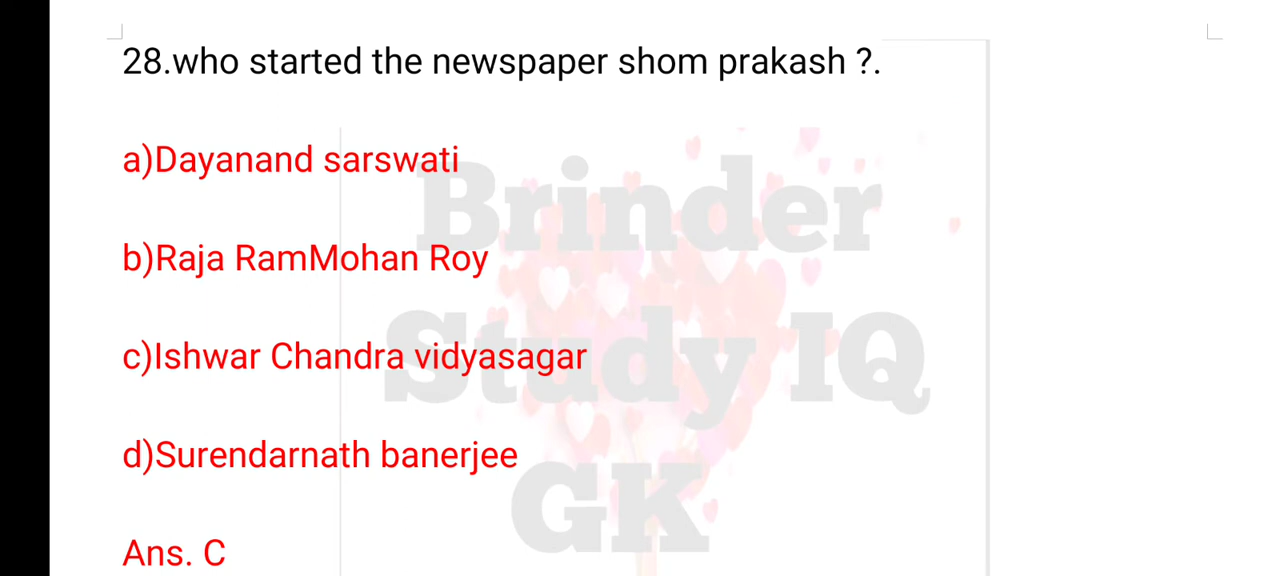 28.who started the newspaper shom prakash ?.
a)Dayanand sarswati
b)Raja RamMohan Roy
c)Ishwar Chandra vidyasagar
d)Surendarnath banerjee
Ans. C
Brinder
Study IQ
GK